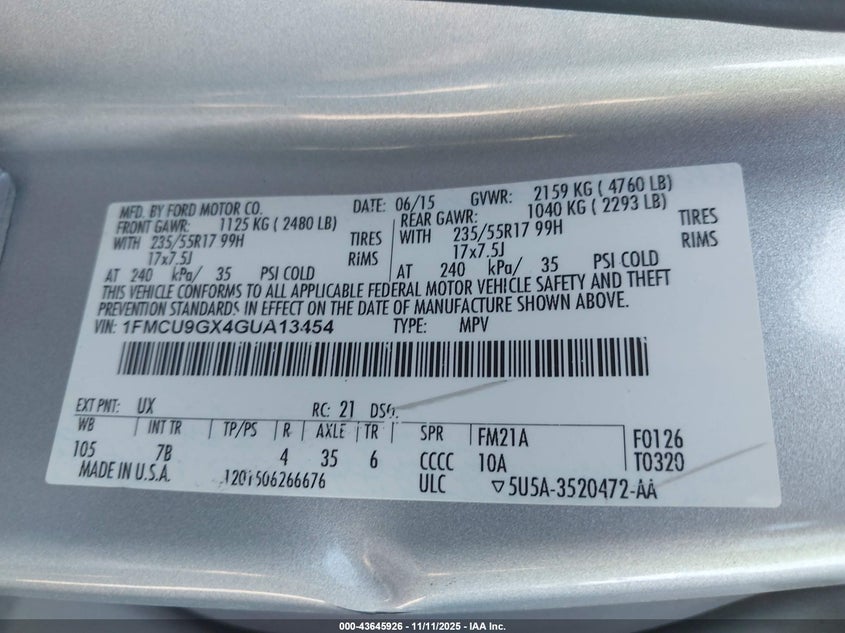 MFD. BY FORD MOTOR CO. DATE: 06/15 GVWR: 2159 KG ( 4760 LB)
FRONT GAWR: 1125 KG ( 2480 LB) REAR GAWR: 1040 KG ( 2293 LB)
WITH 235/55R17 99H TIRES WITH 235/55R17 99H TIRES
17x7.5J RIMS 17x7.5J RIMS
AT 240 kPa/ 35 PSI COLD AT 240 kPa/ 35 PSI COLD
THIS VEHICLE CONFORMS TO ALL APPLICABLE FEDERAL MOTOR VEHICLE SAFETY AND THEFT
PREVENTION STANDARDS IN EFFECT ON THE DATE OF MANUFACTURE SHOWN ABOVE.
VIN: 1FMCU9GX4GUA13454 TYPE: MPV
EXT PNT: UX RC: 21 DSO:
WB INT TR TP/PS R AXLE TR SPR FM21A F0126
105 7B 4 35 6 CCCC 10A T0320
MADE IN U.S.A. 1201506266676 ULC ▽5U5A-3520472-AA
000-43645926 - 11/11/2025 - IAA Inc.